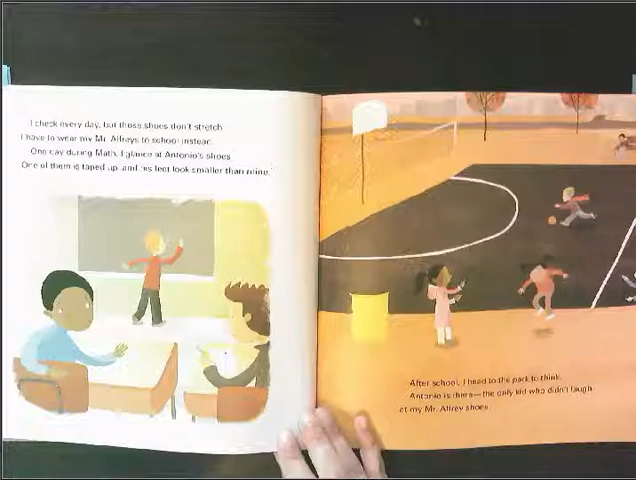 I check every day, but those shoes don't stretch.
I have to wear my Mr. Alfreys to school instead.
One day during Math, I glance at Antonio's shoes.
One of them is taped up, and his feet look smaller than mine.
After school, I head to the park to think.
Antonio is there—the only kid who didn't laugh
at my Mr. Alfrey shoes.